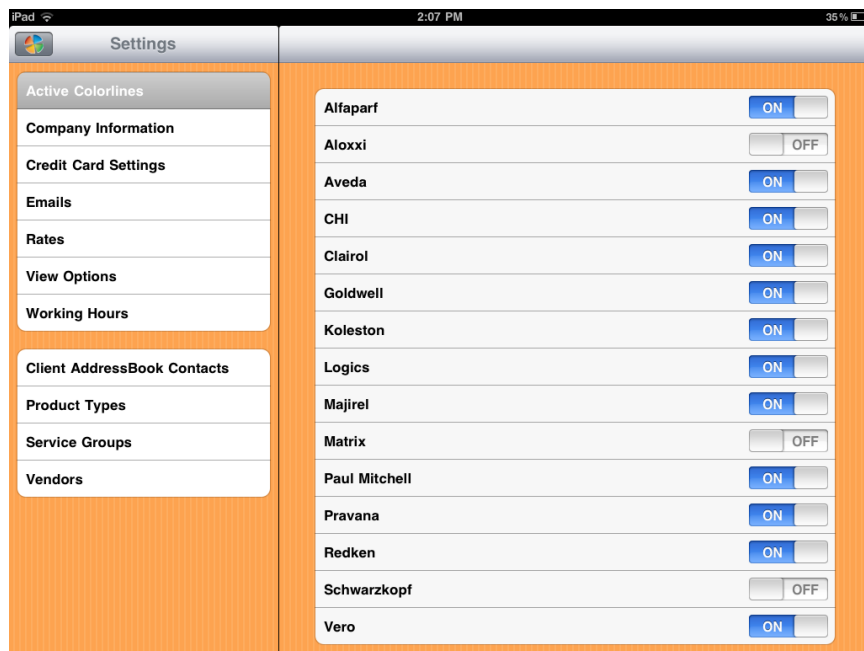 iPad 2:07 PM 35%
Settings
Active Colorlines
Company Information
Credit Card Settings
Emails
Rates
View Options
Working Hours
Client AddressBook Contacts
Product Types
Service Groups
Vendors
Alfaparf ON
Aloxxi OFF
Aveda ON
CHI ON
Clairol ON
Goldwell ON
Koleston ON
Logics ON
Majirel ON
Matrix OFF
Paul Mitchell ON
Pravana ON
Redken ON
Schwarzkopf OFF
Vero ON